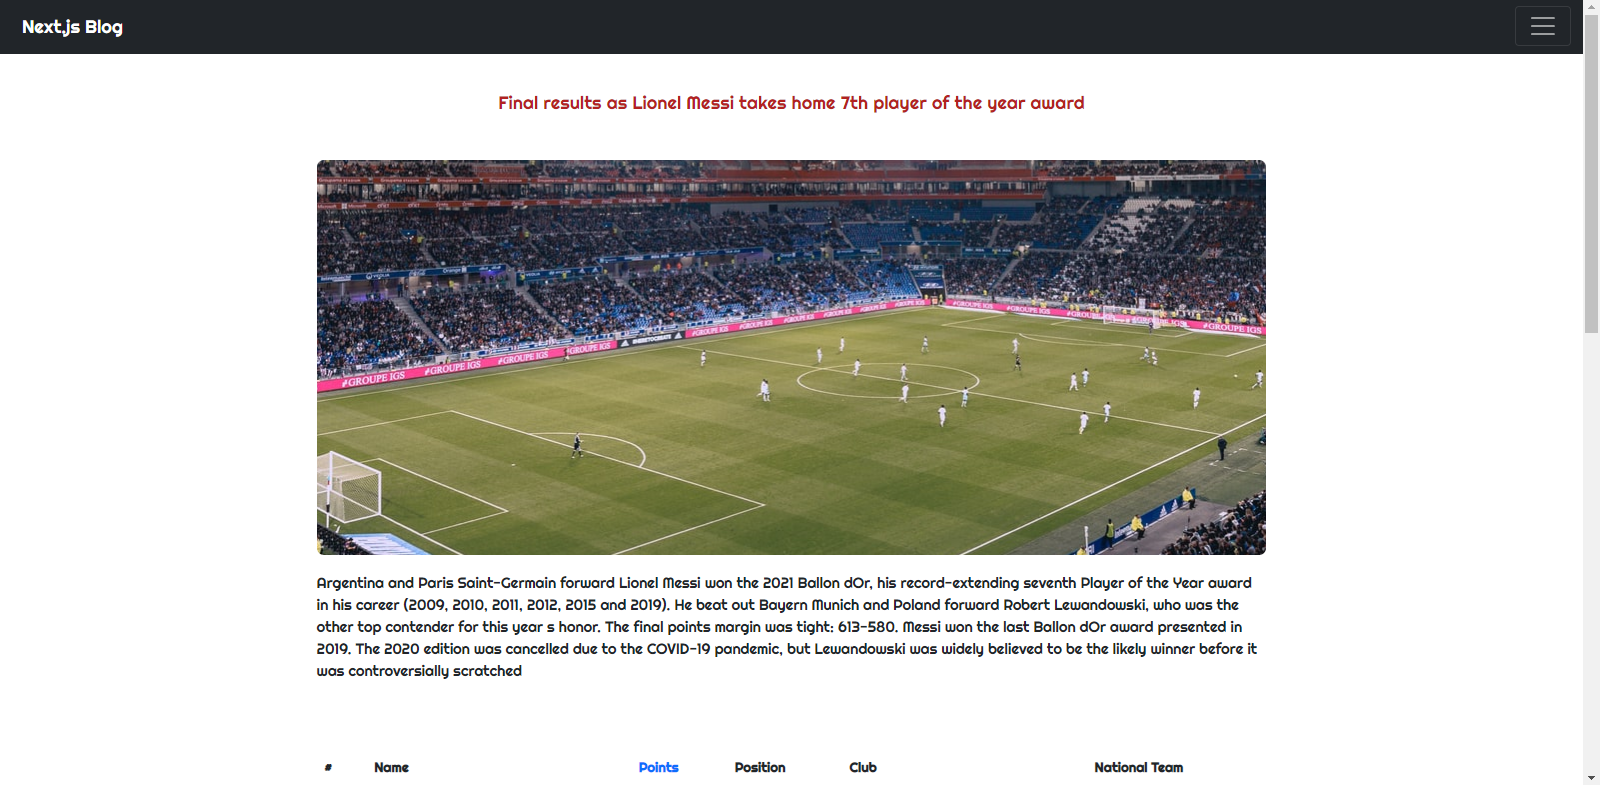 Next.js Blog
Final results as Lionel Messi takes home 7th player of the year award
#GROUPE IGS
#GROUPE IGS
#GROUPE IGS
#GROUPE IGS
Argentina and Paris Saint-Germain forward Lionel Messi won the 2021 Ballon dOr, his record-extending seventh Player of the Year award
in his career (2009, 2010, 2011, 2012, 2015 and 2019). He beat out Bayern Munich and Poland forward Robert Lewandowski, who was the
other top contender for this year s honor. The final points margin was tight: 613-580. Messi won the last Ballon dOr award presented in
2019. The 2020 edition was cancelled due to the COVID-19 pandemic, but Lewandowski was widely believed to be the likely winner before it
was controversially scratched
# Name Points Position Club National Team